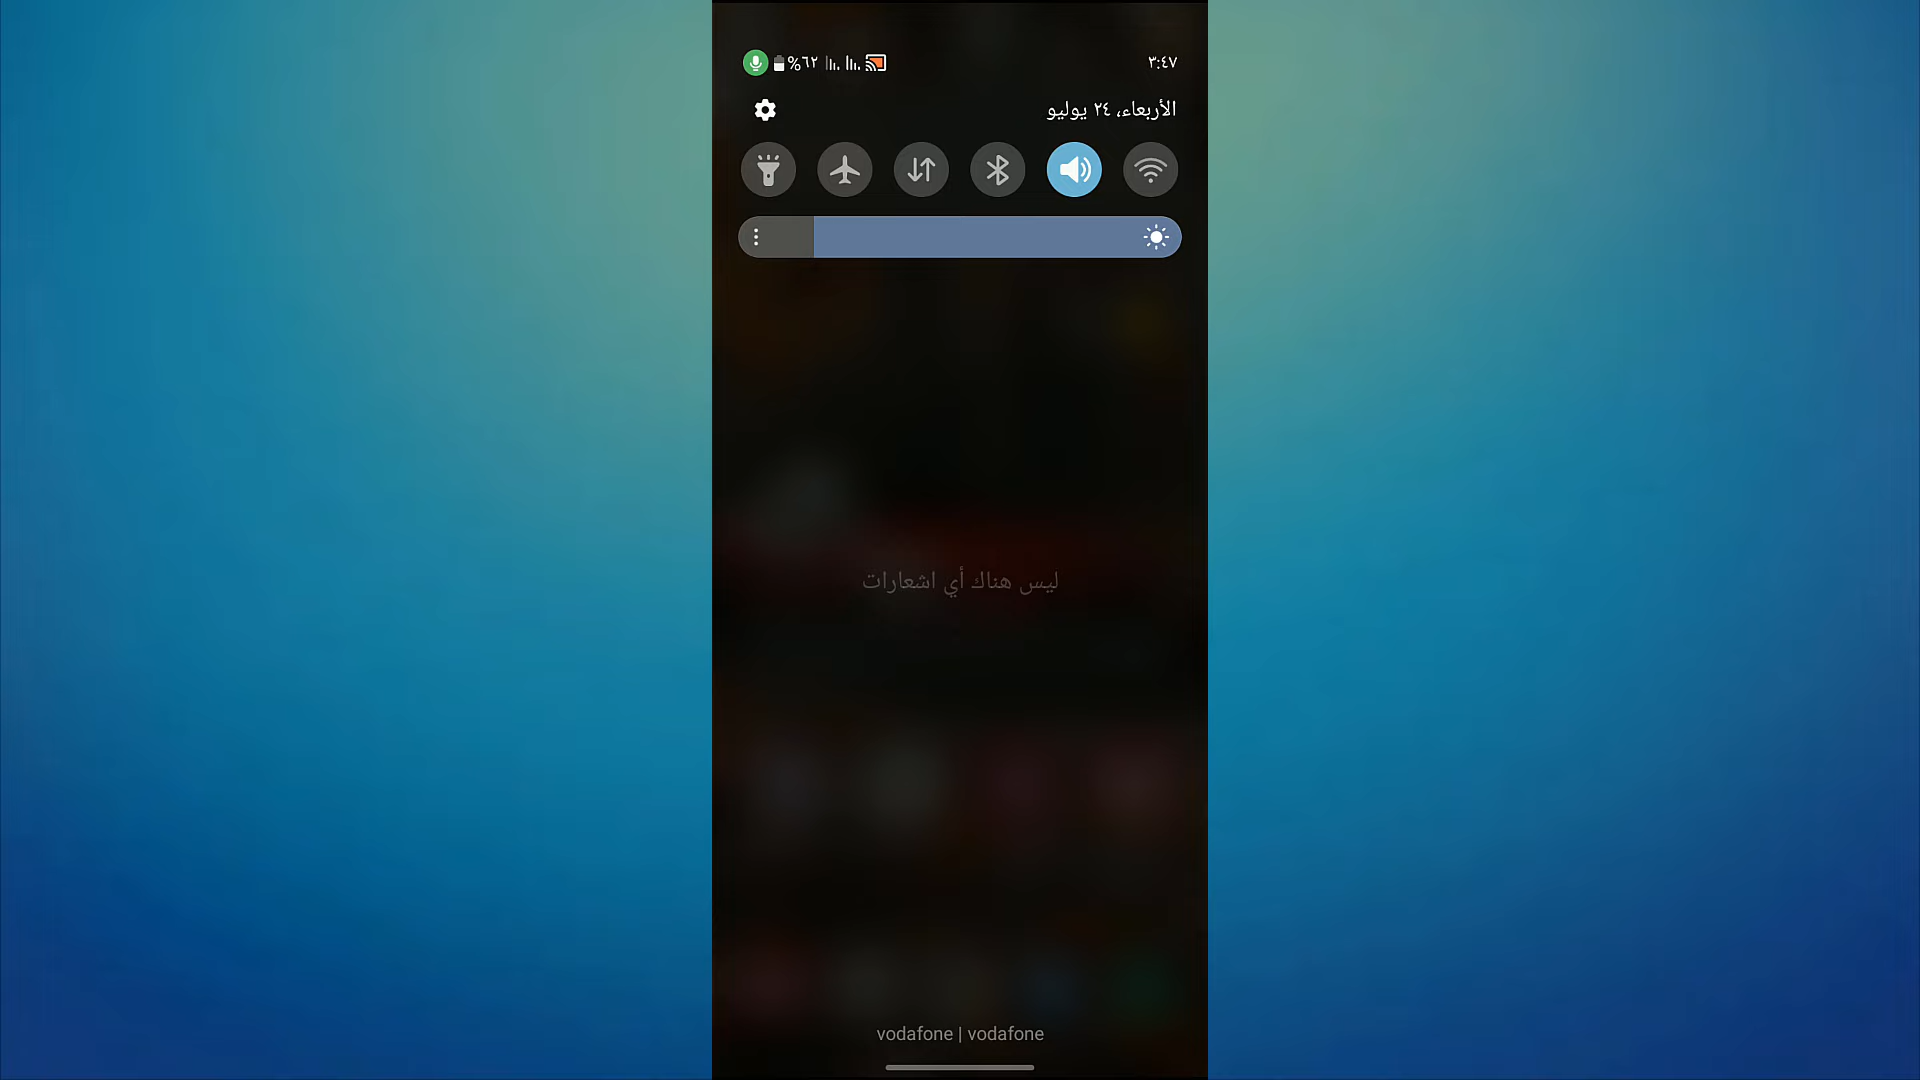 ٣:٤٧ %٦٢
الأربعاء، ٢٤ يوليو
ليس هناك أي اشعارات
vodafone | vodafone